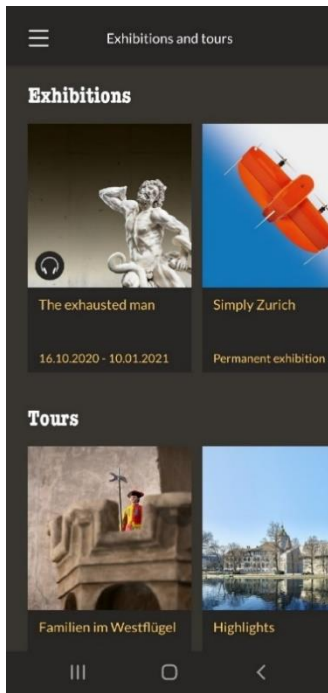 Exhibitions and tours
Exhibitions
The exhausted man
16.10.2020 - 10.01.2021
Simply Zurich
Permanent exhibition
Tours
Familien im Westflügel
Highlights